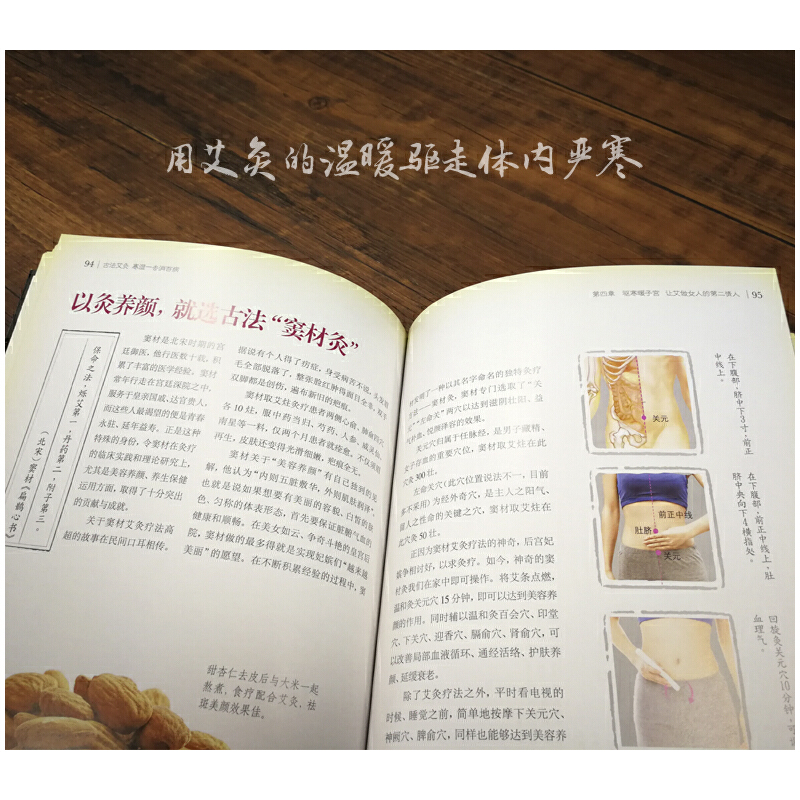 用艾灸的温暖驱走体内严寒
94
古法艾灸 寒湿一金调百病
以灸养颜，就选古法“窦材灸”
保命之法，烁艾第一，丹药第二，附子第三。
（北宋）窦材《扁鹊心书》
窦材是北宋时期的宫
廷御医，他行医数十载，积
累了丰富的医学经验。窦材
常年行走在宫廷深院之中，
服务于皇亲国戚、达官贵人，
而这些人最渴望的便是青春
永驻、延年益寿。正是这种
特殊的身份，令窦材在灸疗
的临床实践和理论研究上，
尤其是美容养颜、养生保健
运用方面，取得了十分突出
的贡献与成就。
关于窦材艾灸疗法高
超的故事在民间口耳相传。
据说有个人得了疠症，身受病苦不说，头发眉
毛全部脱落了，整张脸红肿得面目全非，双手
双脚都是创伤，遍布新旧的疤痕。
窦材取艾灸疗患者两侧心俞、肺俞四穴
各10壮，服中药当归、芍药、人参、威灵仙、
南星等一料，仅两个月患者就痊愈，不仅须眉
再生，皮肤还变得光滑细嫩，疤痕全无。
窦材关于“美容养颜”有自己独到的见
解，他认为“内则五脏敷华，外则肌肤润泽”，
也就是说如果想要有美丽的容貌、白皙的肤
色、匀称的体表形态，首先要保证脏腑气血的
健康和顺畅。在美女如云、争奇斗艳的皇宫后
院，窦材做的最多得就是实现妃嫔们“越来越
美丽”的愿望。在不断积累经验的过程中，窦
甜杏仁去皮后与大米一起
熬煮，食疗配合艾灸，祛
斑美颜效果佳。
第四章 驱寒暖子宫 让艾做女人的第二情人
95
材发明了一种以其名字命名的独特灸疗
方法——窦材灸。窦材专门选取了“关
元”“左命关”两穴以达到滋阴壮阳、益
气补血、悦颜泽容的效果。
关元穴归属于任脉经，是男子藏精、
女子存血的重要穴位，窦材取艾灶在此
穴灸300壮。
左命关穴（此穴位置说法不一，目前
多不采用）为经外奇穴，是主人之阳气、
镇人之性命的关键之穴，窦材取艾灶在
此穴灸50壮。
正因为窦材艾灸疗法的神奇，后宫妃
嫔争相讨好，以求灸疗。如今，神奇的窦
材灸我们在家中即可操作。将艾条点燃，
温和灸关元穴15分钟，即可以达到美容养
颜的作用。同时辅以温和灸百会穴、印堂
穴、下关穴、迎香穴、膈俞穴、肾俞穴，可
以改善局部血液循环、通经活络、护肤养
颜、延缓衰老。
除了艾灸疗法之外，平时看电视的
时候，睡觉之前，简单地按摩下关元穴、
神阙穴、脾俞穴，同样也能够达到美容养
关元
在下腹部，脐中下3寸，前正
中线上。
前正中线
肚脐
关元
在下腹部，前正中线上，肚
脐中央向下4横指处。
回旋灸关元穴10分钟，可
血理气。